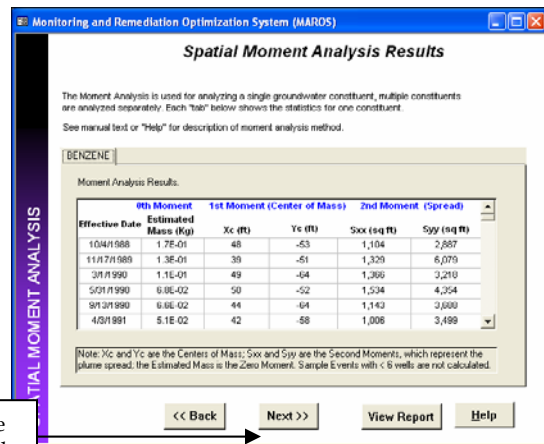 Monitoring and Remediation Optimization System (MAROS)
Spatial Moment Analysis Results
The Moment Analysis is used for analyzing a single groundwater constituent, multiple constituents
are analyzed separately. Each "tab" below shows the statistics for one constituent.
See manual text or "Help" for description of moment analysis method.
BENZENE
Moment Analysis Results.
0th Moment 1st Moment (Center of Mass) 2nd Moment (Spread)
Effective Date Estimated Mass (Kg) Xc (ft) Yc (ft) Sxx (sq ft) Syy (sq ft)
10/4/1988 1.7E-01 48 -53 1,104 2,887
11/17/1989 1.3E-01 39 -51 1,329 6,079
3/1/1990 1.1E-01 49 -64 1,366 3,218
5/31/1990 6.8E-02 50 -52 1,534 4,354
9/13/1990 6.6E-02 44 -64 1,143
4/3/1991 5.1E-02 42 -58 1,006 3,499
Note: Xc and Yc are the Centers of Mass; Sxx and Syy are the Second Moments, which represent the
plume spread; the Estimated Mass is the Zero Moment. Sample Events with < 6 wells are not calculated.
SPATIAL MOMENT ANALYSIS
<< Back Next >> View Report Help